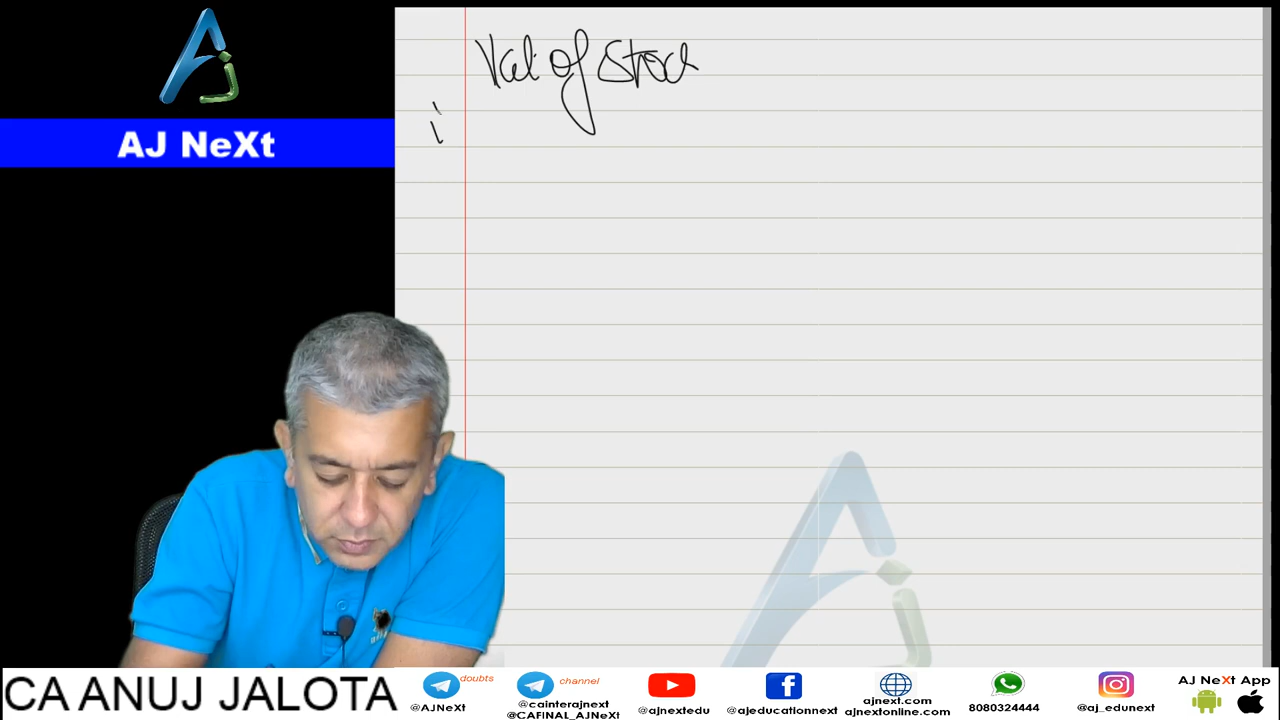 Val of Stock
i
AJ NeXt
CA ANUJ JALOTA
doubts
@AJNeXt
channel
@cainterajnext
@CAFINAL_AJNeXt
@ajnextedu
@ajeducationnext
ajnext.com
ajnextonline.com
8080324444
@aj_edunext
AJ NeXt App